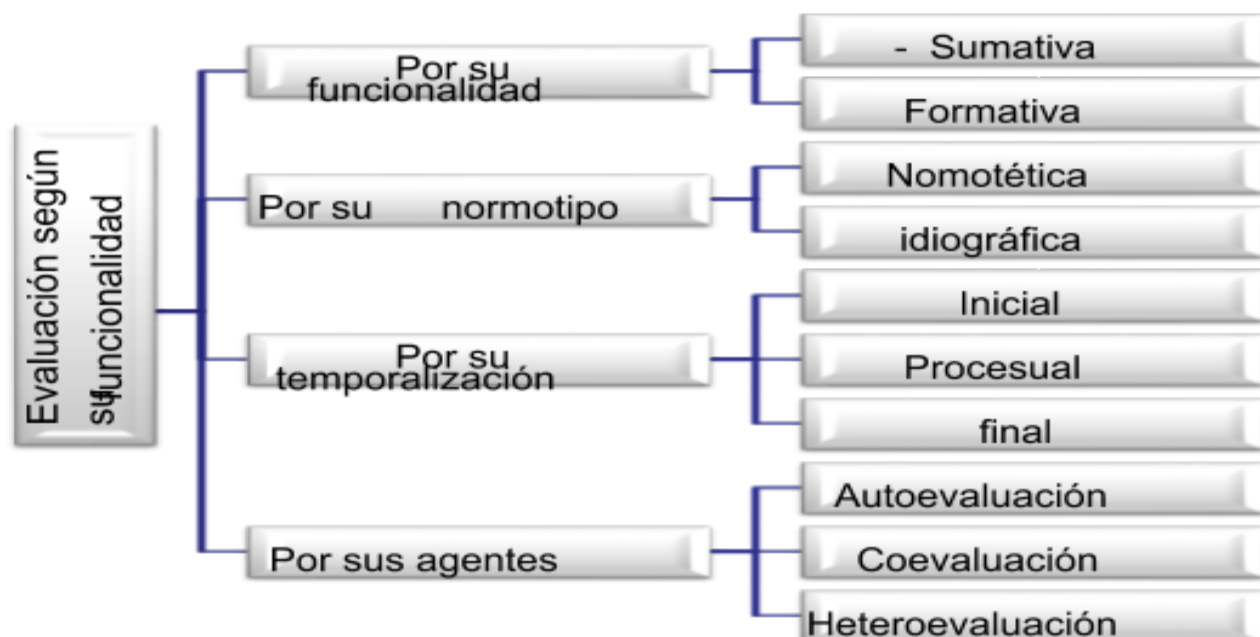 Evaluación según
su funcionalidad
Por su
funcionalidad
- Sumativa
Formativa
Por su normotipo
Nomotética
idiográfica
Por su
temporalización
Inicial
Procesual
final
Por sus agentes
Autoevaluación
Coevaluación
Heteroevaluación